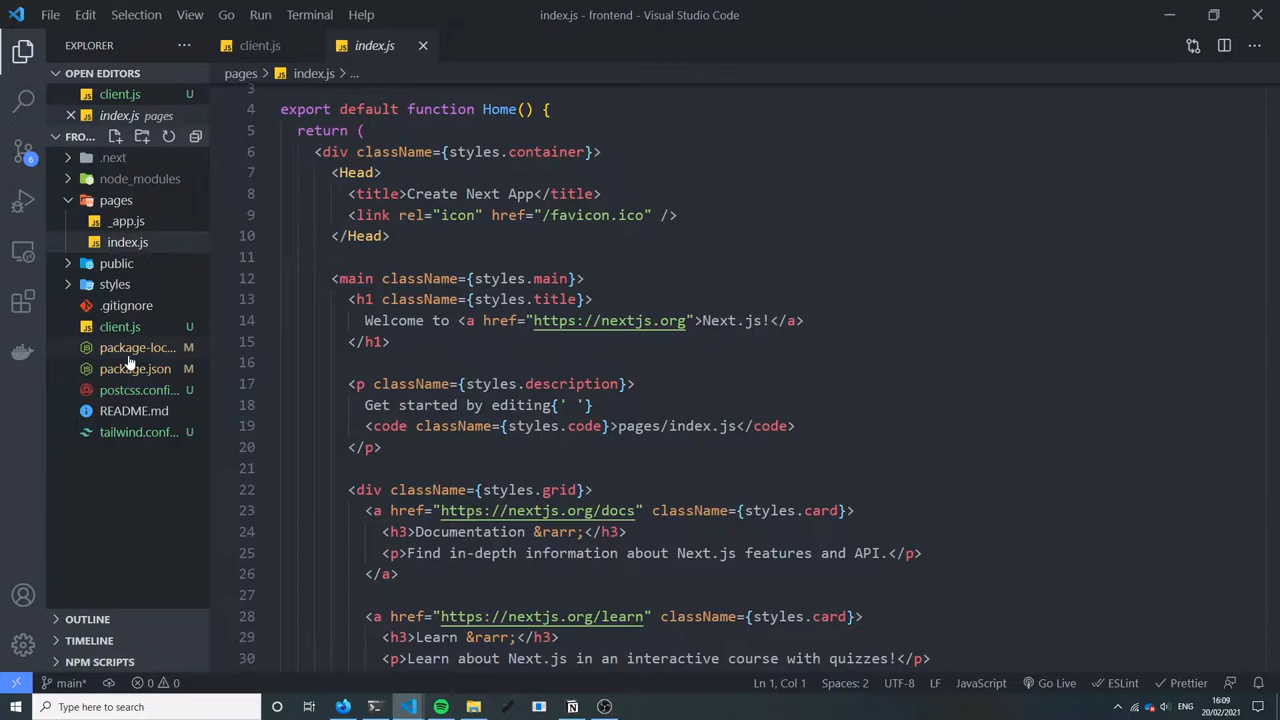 File Edit Selection View Go Run Terminal Help
index.js - frontend - Visual Studio Code
EXPLORER
client.js
index.js
OPEN EDITORS
client.js U
index.js pages
pages > index.js > ...
FRO...
.next
node_modules
pages
_app.js
index.js
public
styles
.gitignore
client.js U
package-loc... M
package.json M
postcss.confi... U
README.md
tailwind.conf... U
OUTLINE
TIMELINE
NPM SCRIPTS
3
4 export default function Home() {
5 return (
6 <div className={styles.container}>
7 <Head>
8 <title>Create Next App</title>
9 <link rel="icon" href="/favicon.ico" />
10 </Head>
11
12 <main className={styles.main}>
13 <h1 className={styles.title}>
14 Welcome to <a href="https://nextjs.org">Next.js!</a>
15 </h1>
16
17 <p className={styles.description}>
18 Get started by editing{' '}
19 <code className={styles.code}>pages/index.js</code>
20 </p>
21
22 <div className={styles.grid}>
23 <a href="https://nextjs.org/docs" className={styles.card}>
24 <h3>Documentation &rarr;</h3>
25 <p>Find in-depth information about Next.js features and API.</p>
26 </a>
27
28 <a href="https://nextjs.org/learn" className={styles.card}>
29 <h3>Learn &rarr;</h3>
30 <p>Learn about Next.js in an interactive course with quizzes!</p>
6
main* 0 0
Ln 1, Col 1 Spaces: 2 UTF-8 LF JavaScript Go Live ESLint Prettier
Type here to search
ENG
16:09
20/02/2021